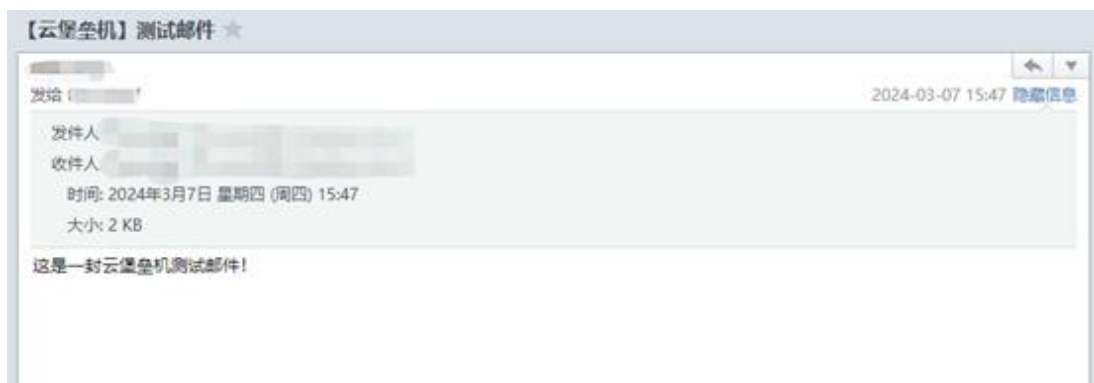 【云堡垒机】测试邮件
发给
2024-03-07 15:47 隐藏信息
发件人
收件人
时间: 2024年3月7日 星期四 (周四) 15:47
大小: 2 KB
这是一封云堡垒机测试邮件!